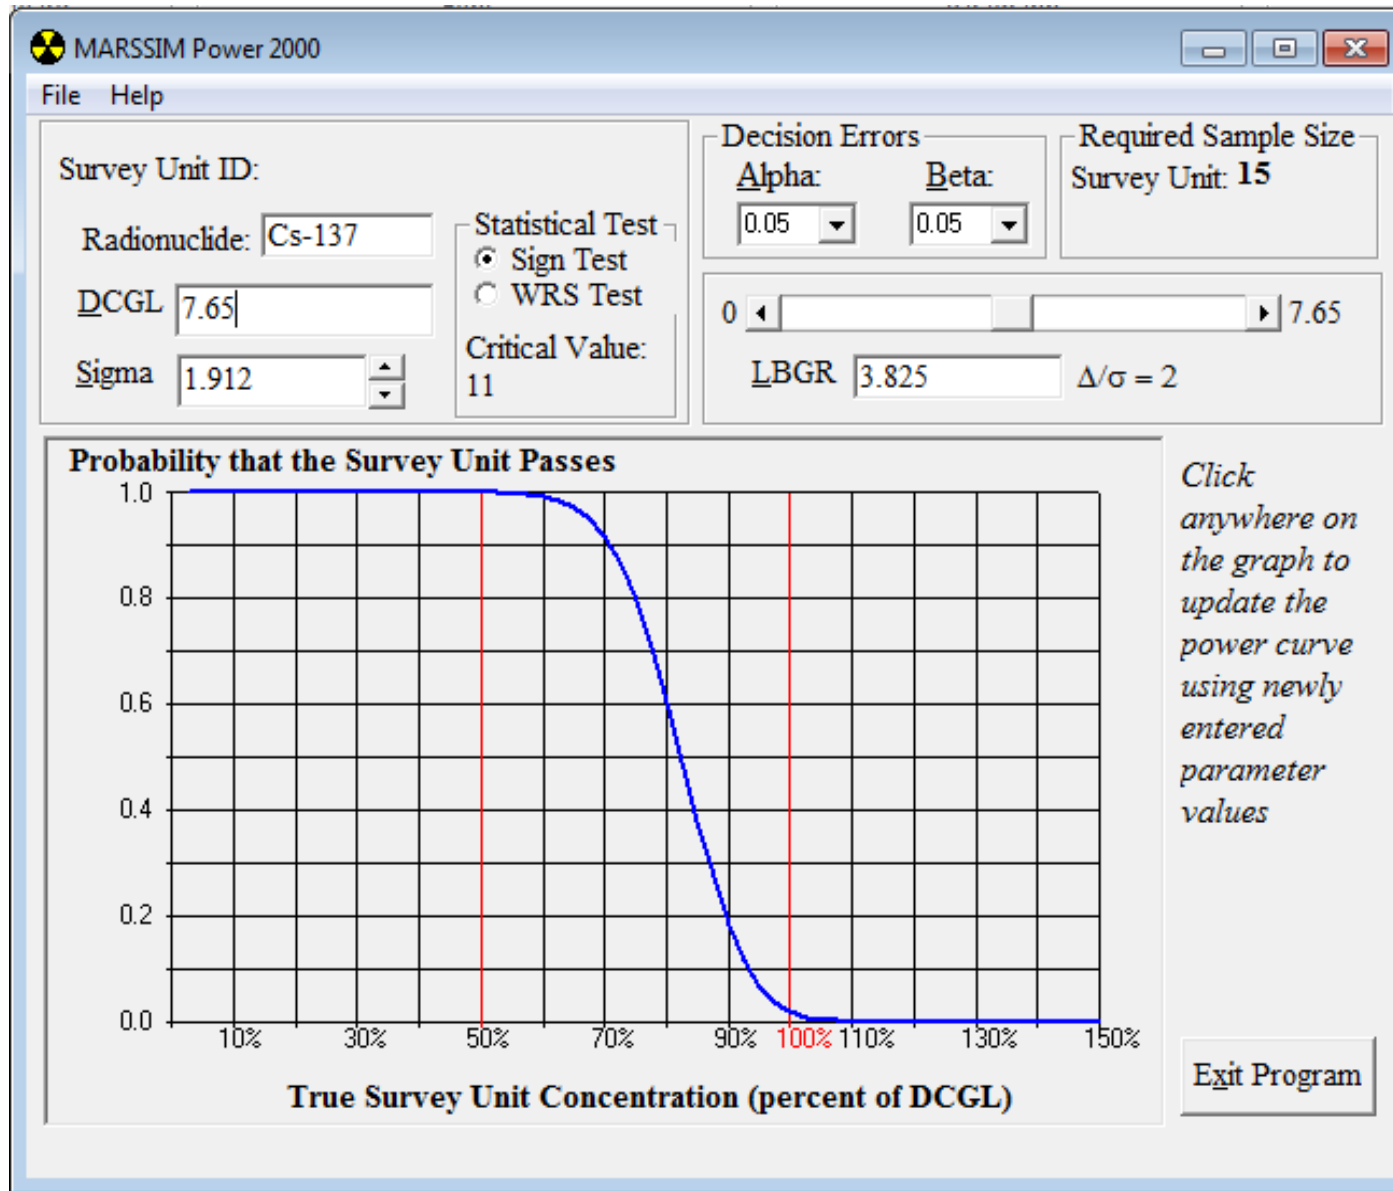 MARSSIM Power 2000
File Help
Survey Unit ID:
Radionuclide: Cs-137
DCGL 7.65
Sigma 1.912
Statistical Test
Sign Test
WRS Test
Critical Value:
11
Decision Errors
Alpha: Beta:
0.05 0.05
Required Sample Size
Survey Unit: 15
0 7.65
LBGR 3.825 Δ/σ = 2
Probability that the Survey Unit Passes
1.0
0.8
0.6
0.4
0.2
0.0
10% 30% 50% 70% 90% 100% 110% 130% 150%
True Survey Unit Concentration (percent of DCGL)
Click
anywhere on
the graph to
update the
power curve
using newly
entered
parameter
values
Exit Program